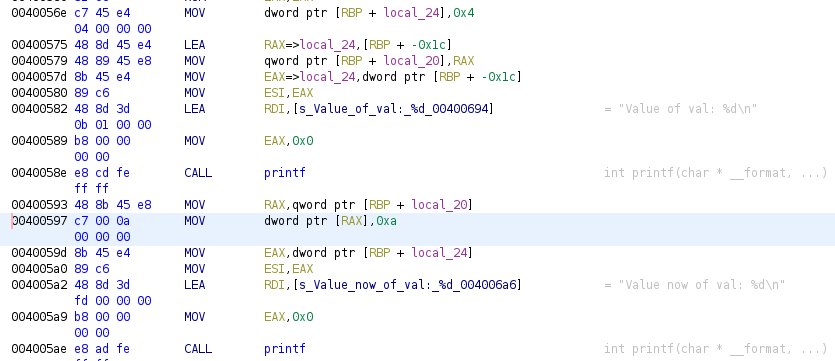 0040056e c7 45 e4 MOV dword ptr [RBP + local_24],0x4
04 00 00 00
00400575 48 8d 45 e4 LEA RAX=>local_24,[RBP + -0x1c]
00400579 48 89 45 e8 MOV qword ptr [RBP + local_20],RAX
0040057d 8b 45 e4 MOV EAX=>local_24,dword ptr [RBP + -0x1c]
00400580 89 c6 MOV ESI,EAX
00400582 48 8d 3d LEA RDI,[s_Value_of_val:_%d_00400694] = "Value of val: %d\n"
0b 01 00 00
00400589 b8 00 00 MOV EAX,0x0
00 00
0040058e e8 cd fe CALL printf int printf(char * __format, ...)
ff ff
00400593 48 8b 45 e8 MOV RAX,qword ptr [RBP + local_20]
00400597 c7 00 0a MOV dword ptr [RAX],0xa
00 00 00
0040059d 8b 45 e4 MOV EAX,dword ptr [RBP + local_24]
004005a0 89 c6 MOV ESI,EAX
004005a2 48 8d 3d LEA RDI,[s_Value_now_of_val:_%d_004006a6] = "Value now of val: %d\n"
fd 00 00 00
004005a9 b8 00 00 MOV EAX,0x0
00 00
004005ae e8 ad fe CALL printf int printf(char * __format, ...)